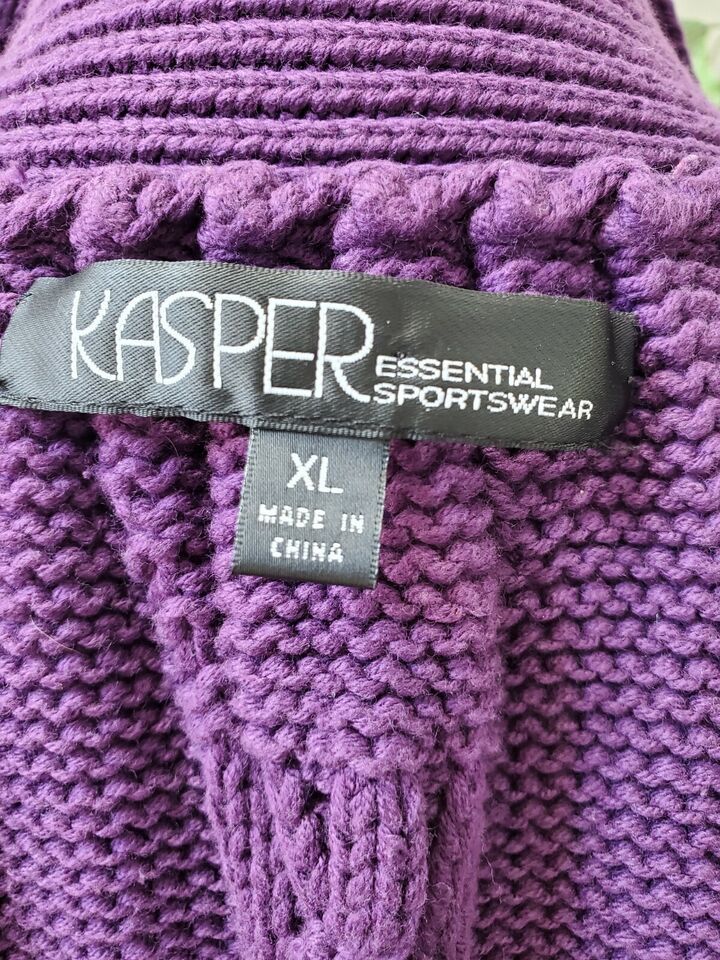 KASPER
ESSENTIAL
SPORTSWEAR
XL
MADE IN
CHINA